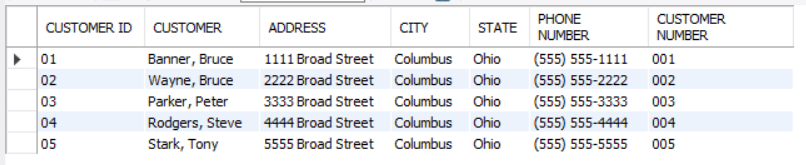 CUSTOMER ID CUSTOMER ADDRESS CITY STATE PHONE NUMBER CUSTOMER NUMBER
01 Banner, Bruce 1111 Broad Street Columbus Ohio (555) 555-1111 001
02 Wayne, Bruce 2222 Broad Street Columbus Ohio (555) 555-2222 002
03 Parker, Peter 3333 Broad Street Columbus Ohio (555) 555-3333 003
04 Rodgers, Steve 4444 Broad Street Columbus Ohio (555) 555-4444 004
05 Stark, Tony 5555 Broad Street Columbus Ohio (555) 555-5555 005